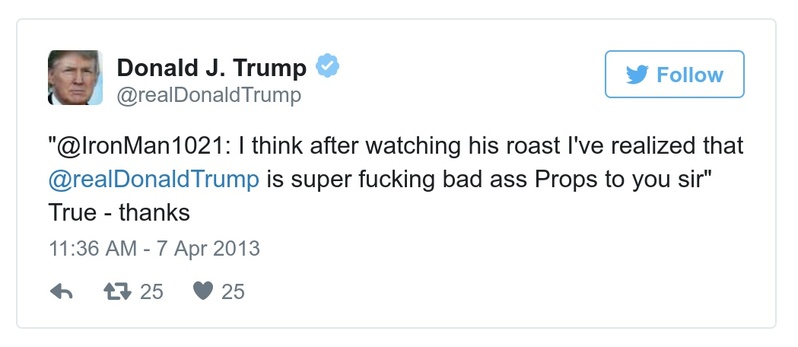 Donald J. Trump
@realDonaldTrump
Follow
"@IronMan1021: I think after watching his roast I've realized that
@realDonaldTrump is super fucking bad ass Props to you sir"
True - thanks
11:36 AM - 7 Apr 2013
25 25